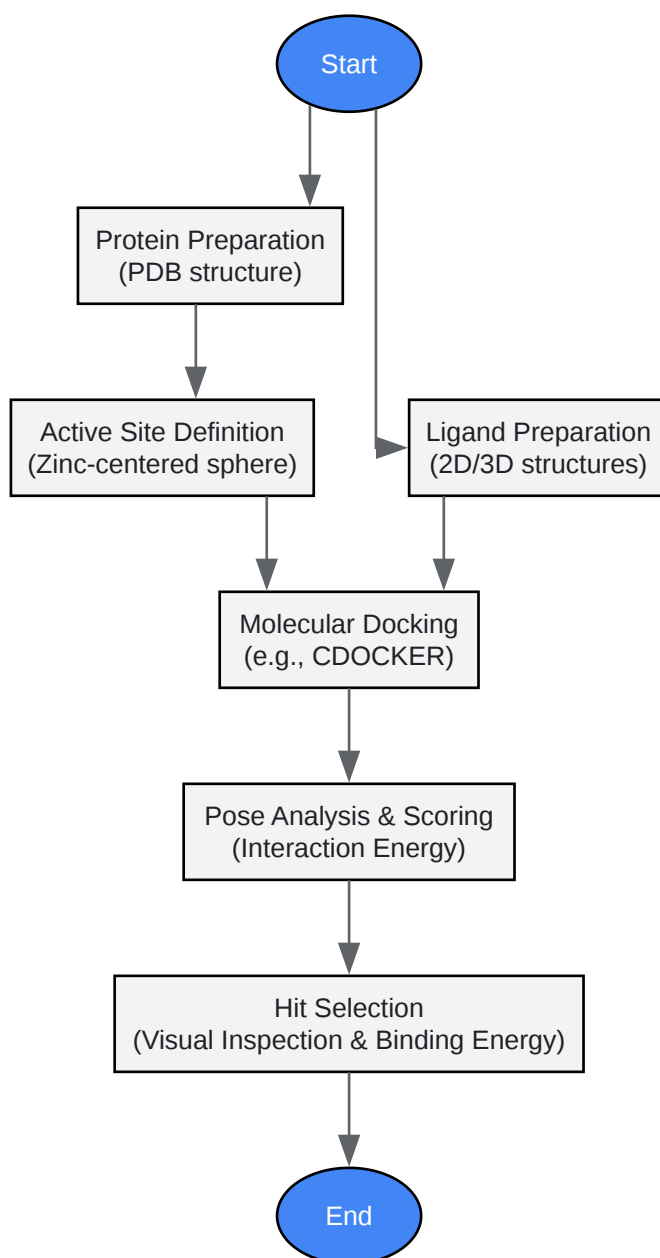 Start
Protein Preparation
(PDB structure)
Active Site Definition
(Zinc-centered sphere)
Ligand Preparation
(2D/3D structures)
Molecular Docking
(e.g., CDOCKER)
Pose Analysis & Scoring
(Interaction Energy)
Hit Selection
(Visual Inspection & Binding Energy)
End